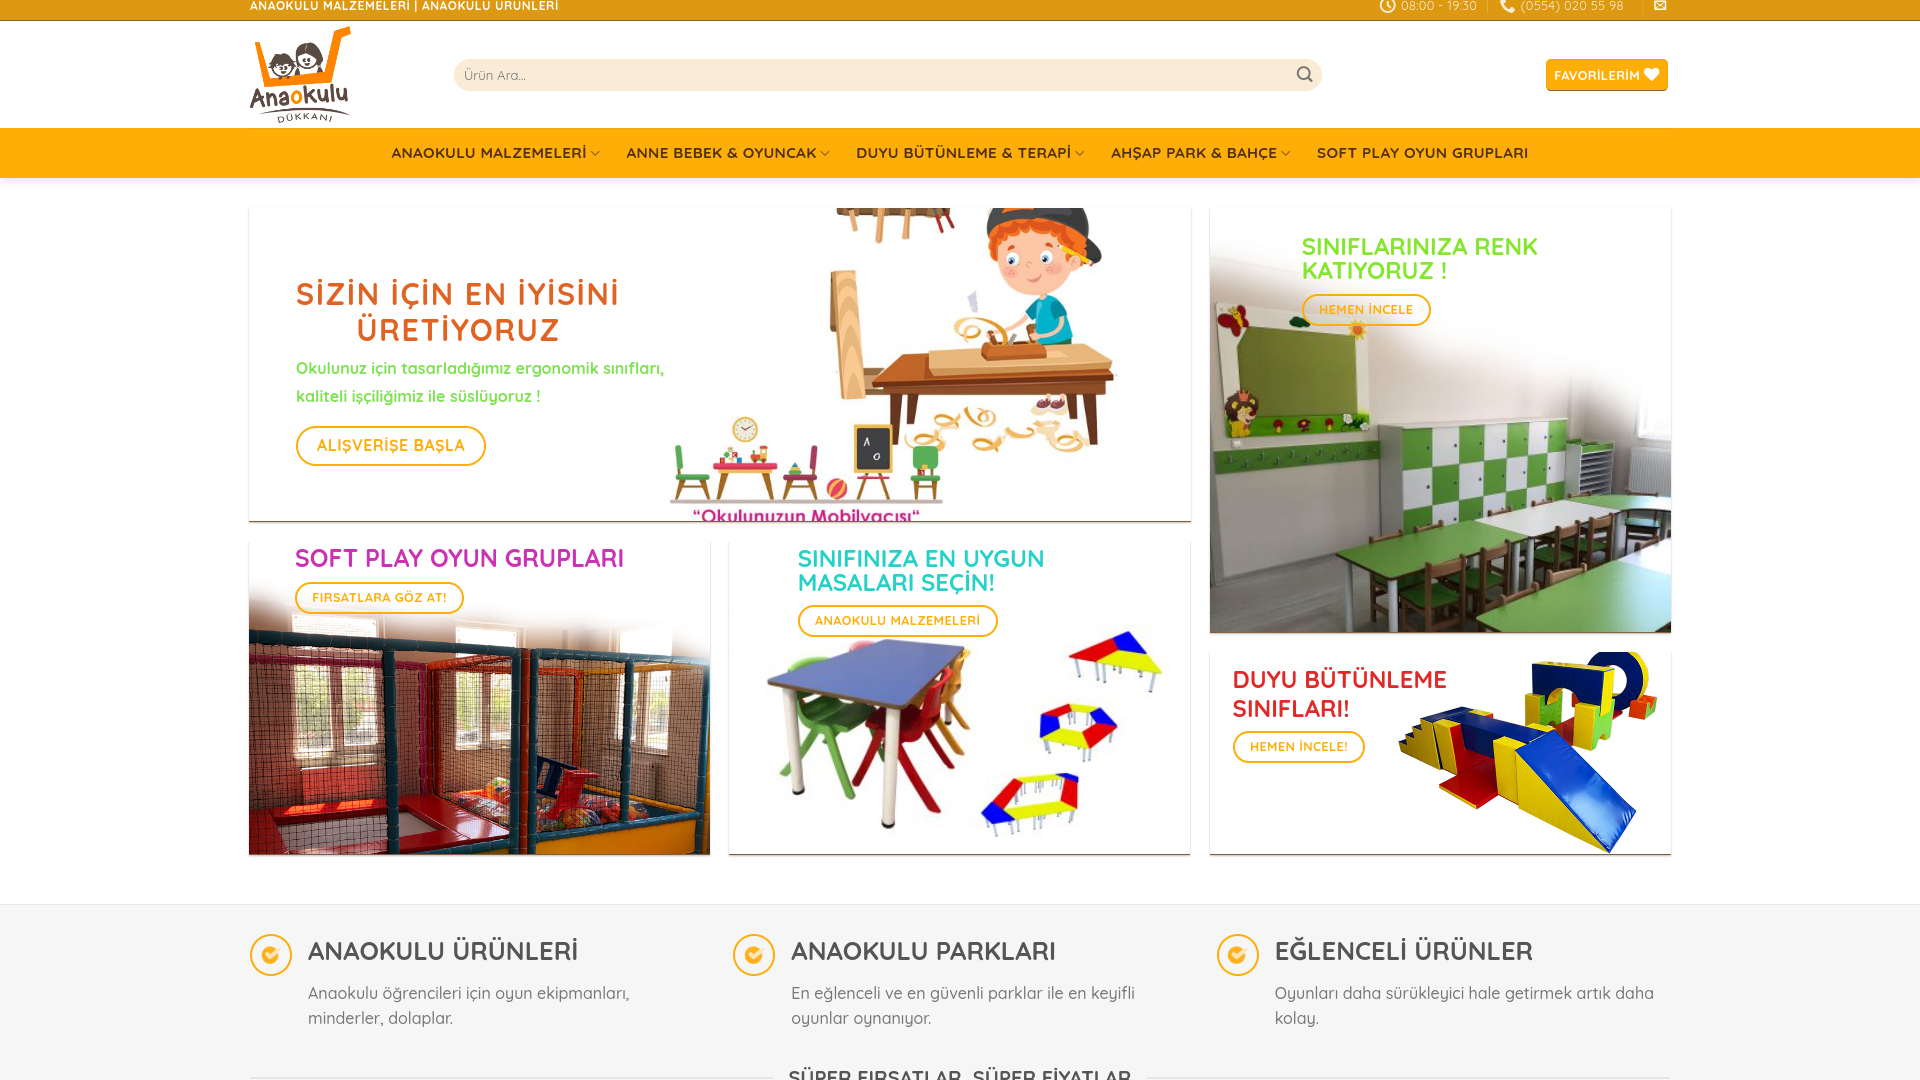 ANAOKULU MALZEMELERİ | ANAOKULU ÜRÜNLERİ
08:00 - 19:30
(0554) 020 55 98
Anaokulu
DÜKKANI
Ürün Ara...
FAVORİLERİM
ANAOKULU MALZEMELERİ
ANNE BEBEK & OYUNCAK
DUYU BÜTÜNLEME & TERAPİ
AHŞAP PARK & BAHÇE
SOFT PLAY OYUN GRUPLARI
SİZİN İÇİN EN İYİSİNİ
ÜRETİYORUZ
Okulunuz için tasarladığımız ergonomik sınıfları,
kaliteli işçiliğimiz ile süslüyoruz !
ALIŞVERİŞE BAŞLA
A
O
“Okulunuzun Mobilyacısı“
SINIFLARINIZA RENK
KATIYORUZ !
HEMEN İNCELE
SOFT PLAY OYUN GRUPLARI
FIRSATLARA GÖZ AT!
SINIFINIZA EN UYGUN
MASALARI SEÇİN!
ANAOKULU MALZEMELERİ
DUYU BÜTÜNLEME
SINIFLARI!
HEMEN İNCELE!
ANAOKULU ÜRÜNLERİ
Anaokulu öğrencileri için oyun ekipmanları,
minderler, dolaplar.
ANAOKULU PARKLARI
En eğlenceli ve en güvenli parklar ile en keyifli
oyunlar oynanıyor.
EĞLENCELİ ÜRÜNLER
Oyunları daha sürükleyici hale getirmek artık daha
kolay.
SÜPER FIRSATLAR, SÜPER FİYATLAR